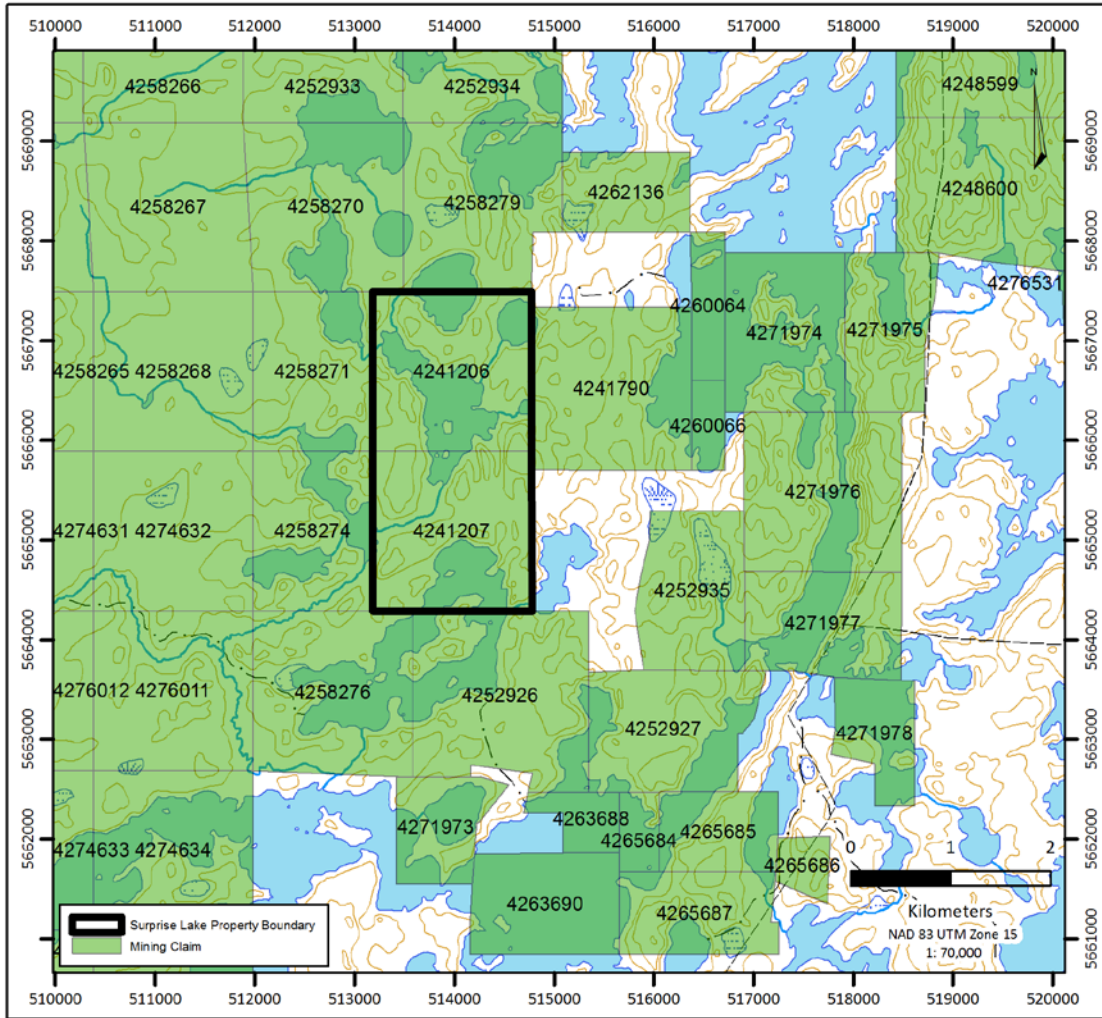 510000 511000 512000 513000 514000 515000 516000 517000 518000 519000 520000
5669000
5668000
5667000
5666000
5665000
5664000
5663000
5662000
5661000
4258266 4252933 4252934 4248599
N
4258267 4258270 4258279 4262136 4248600
4276531
4260064
4271974 4271975
4258265 4258268 4258271 4241206 4241790
4260066
4271976
4274631 4274632 4258274 4241207
4252935
4271977
4276012 4276011 4258276 4252926
4252927 4271978
4274633 4274634 4271973 4263688 4265684 4265685
4265686
4263690 4265687
0 1 2
Kilometers
NAD 83 UTM Zone 15
1: 70,000
Surprise Lake Property Boundary
Mining Claim
5669000
5668000
5667000
5666000
5665000
5664000
5663000
5662000
5661000
510000 511000 512000 513000 514000 515000 516000 517000 518000 519000 520000